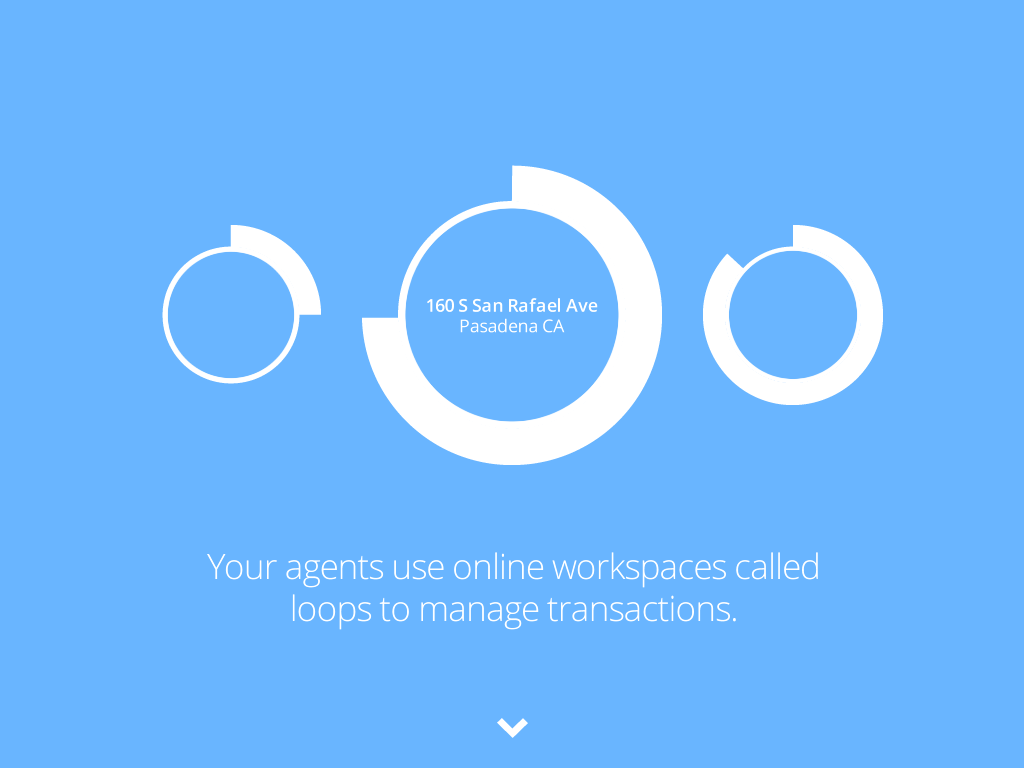 160 S San Rafael Ave
Pasadena CA
Your agents use online workspaces called
loops to manage transactions.